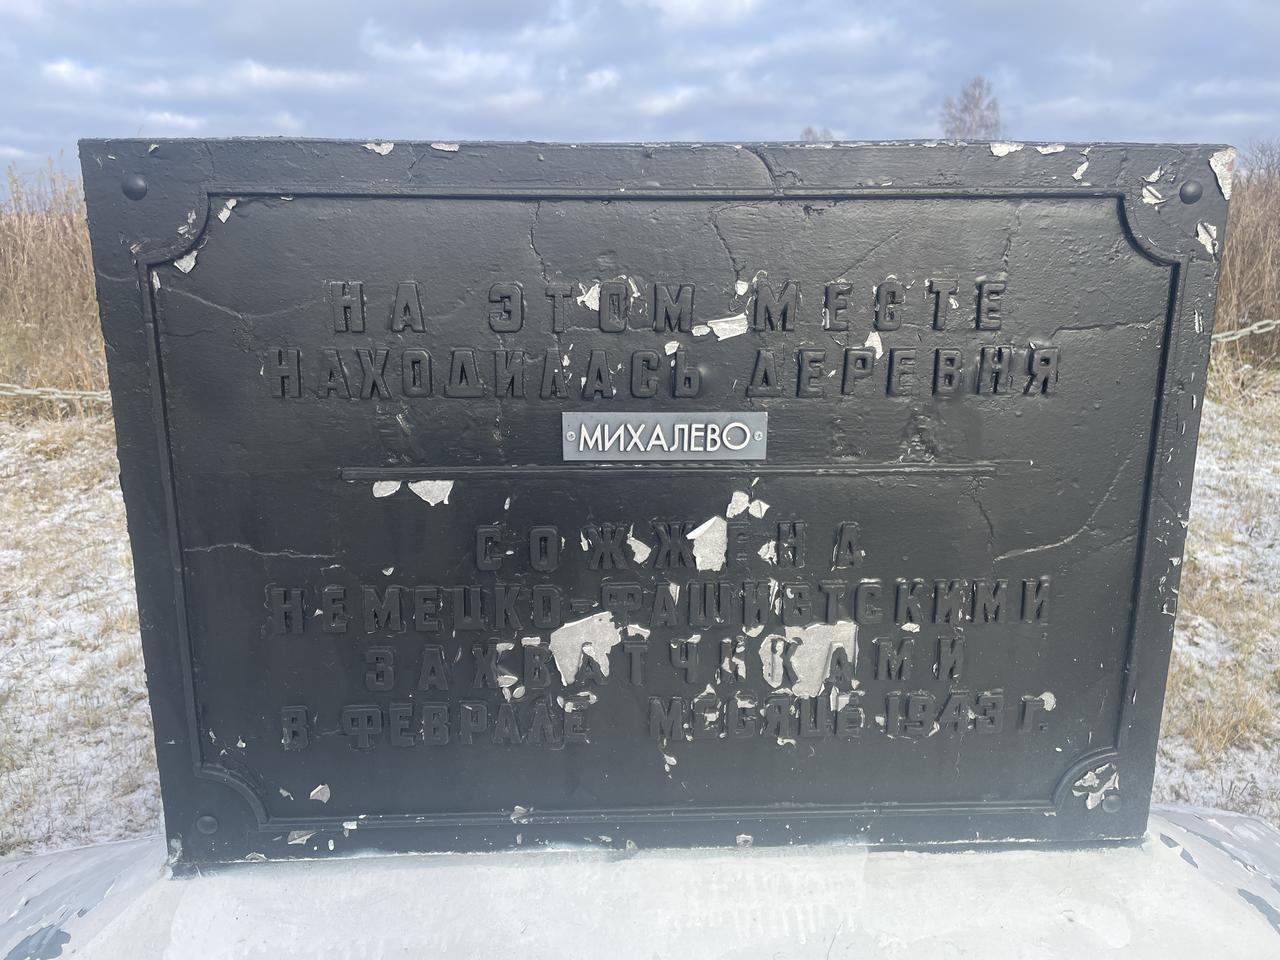 НА ЭТОМ МЕСТЕ
НАХОДИЛАСЬ ДЕРЕВНЯ
МИХАЛЕВО
СОЖЖЕНА
НЕМЕЦКО-ФАШИСТСКИМИ
ЗАХВАТЧИКАМИ
В ФЕВРАЛЕ МЕСЯЦЕ 1943 Г.